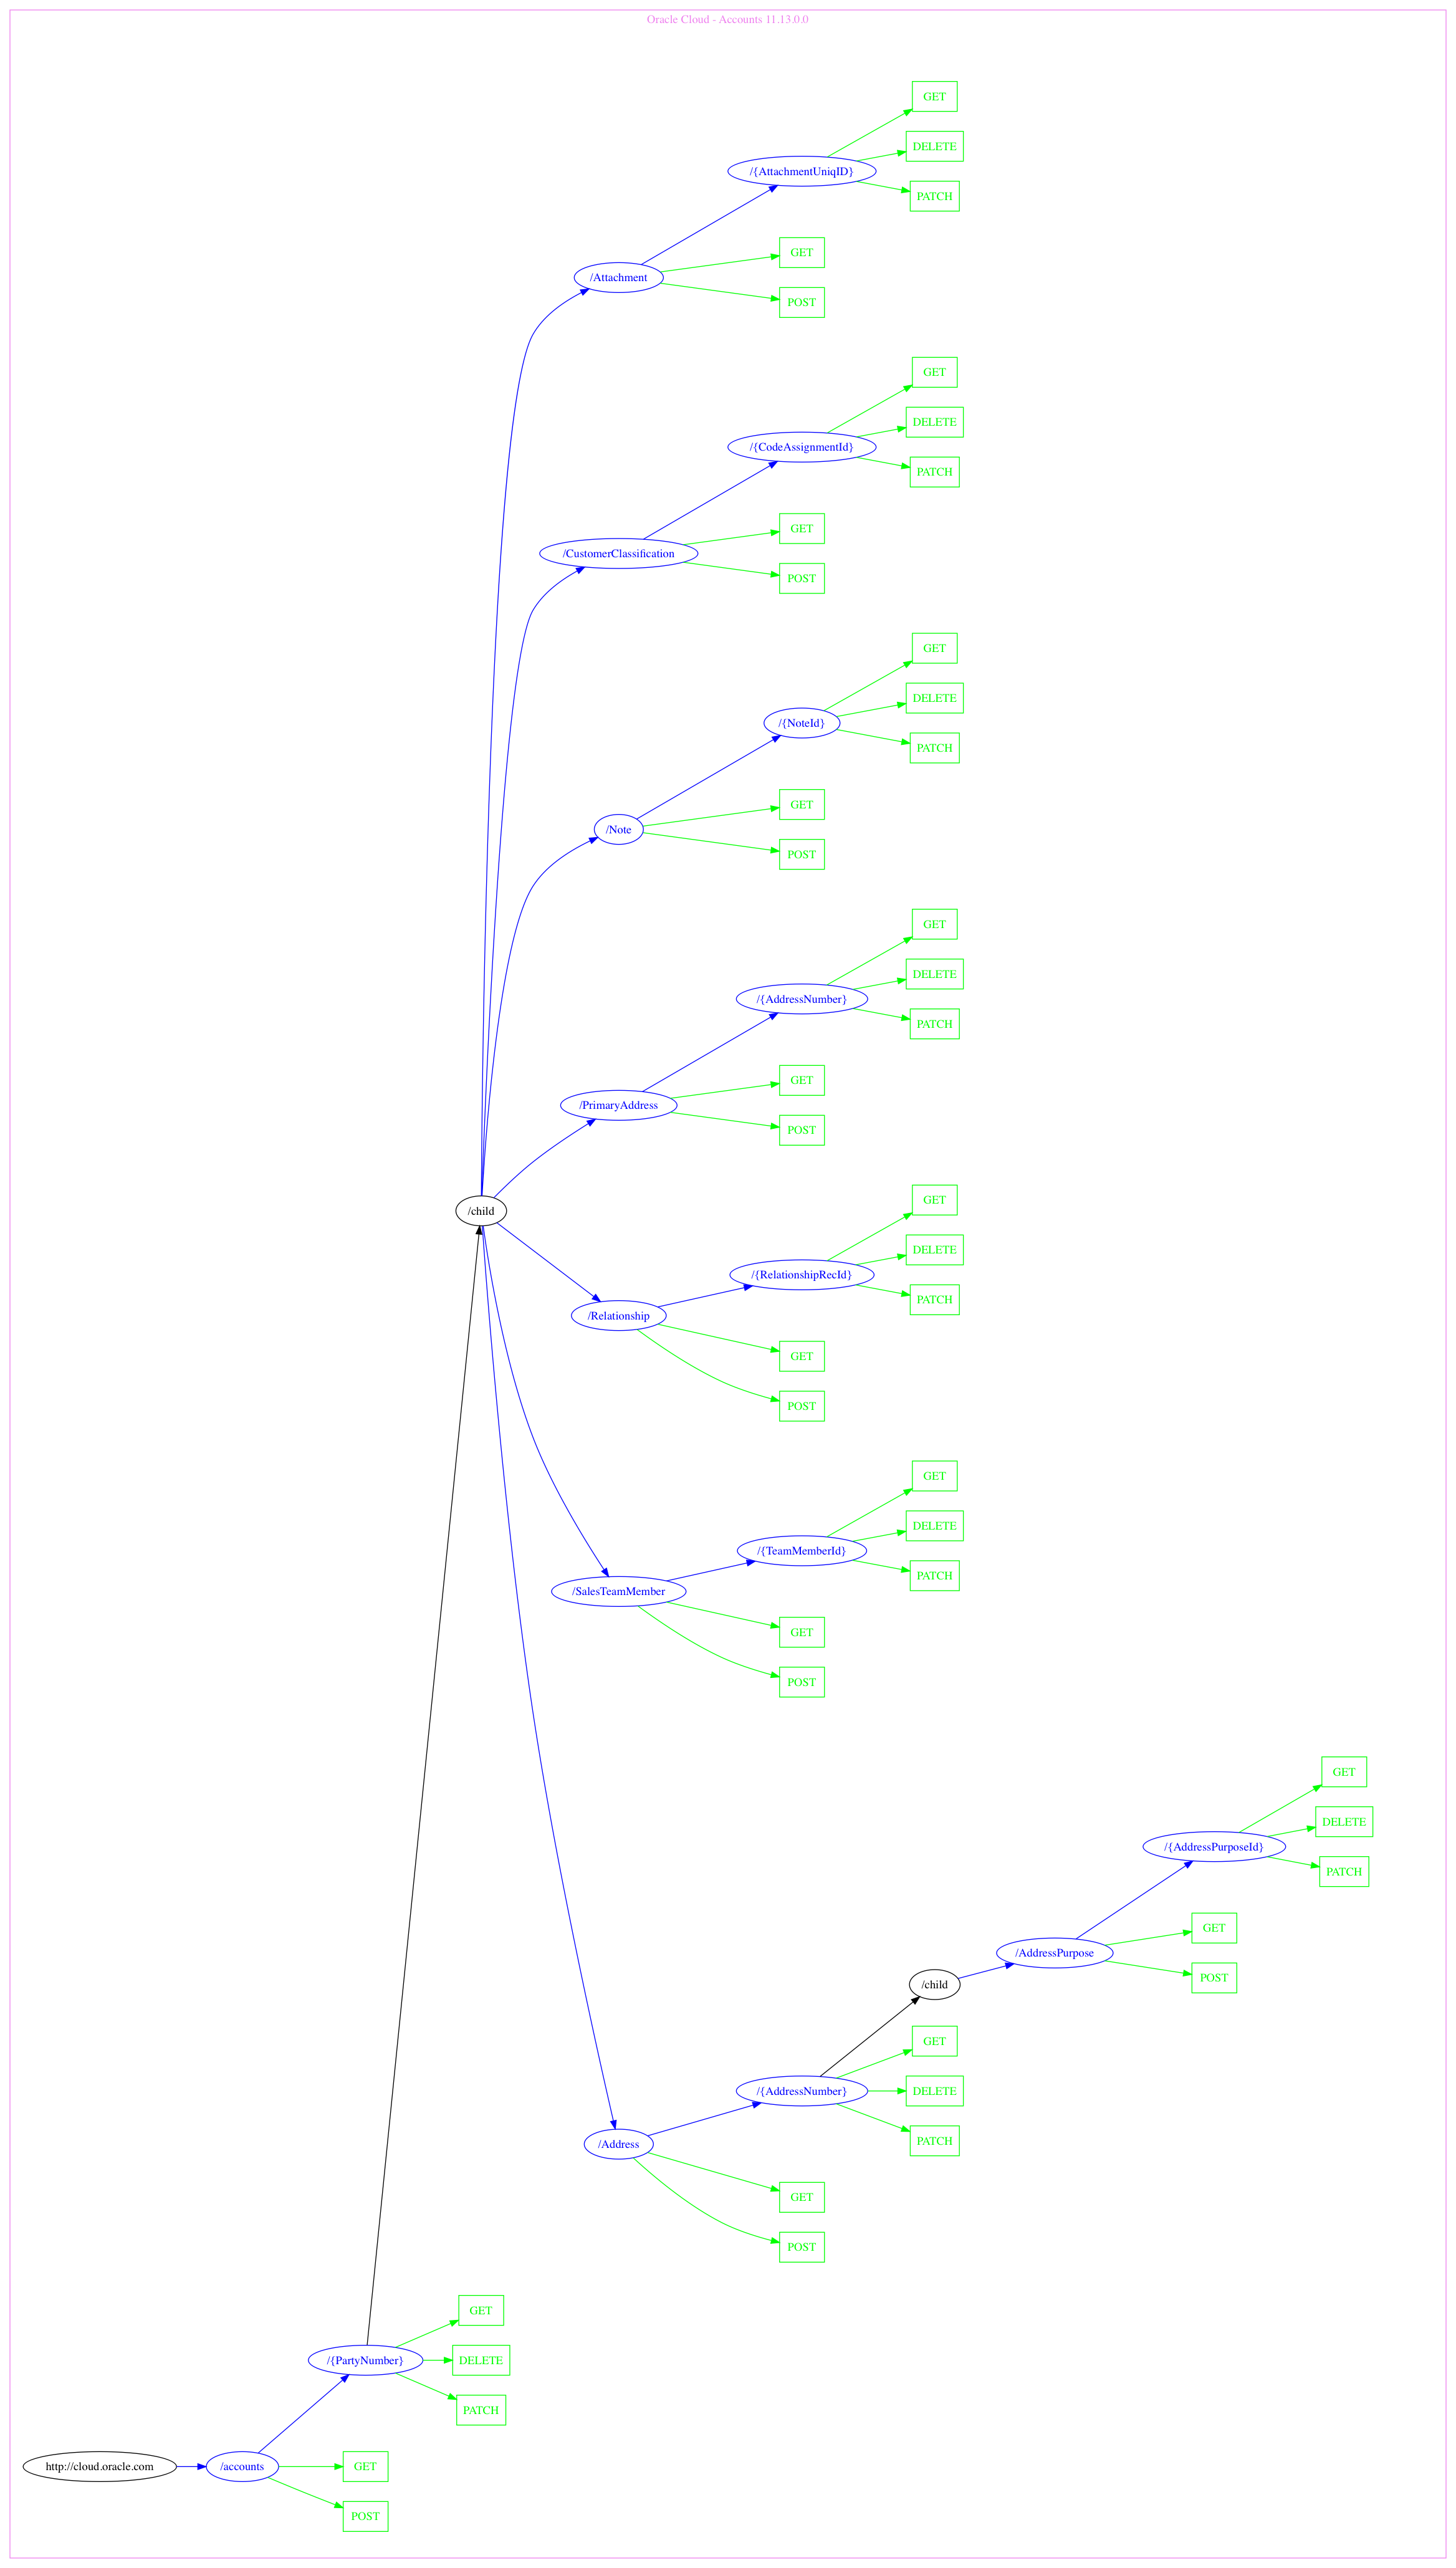 Oracle Cloud - Accounts 11.13.0.0
GET
DELETE
/{AttachmentUniqID}
PATCH
GET
/Attachment
POST
GET
DELETE
/{CodeAssignmentId}
PATCH
GET
/CustomerClassification
POST
GET
DELETE
/{NoteId}
PATCH
GET
/Note
POST
GET
DELETE
/{AddressNumber}
PATCH
GET
/PrimaryAddress
POST
GET
/child
DELETE
/{RelationshipRecId}
PATCH
/Relationship
GET
POST
GET
DELETE
/{TeamMemberId}
PATCH
/SalesTeamMember
GET
POST
GET
DELETE
/{AddressPurposeId}
PATCH
GET
/AddressPurpose
POST
/child
GET
/{AddressNumber}
DELETE
PATCH
/Address
GET
POST
GET
/{PartyNumber}
DELETE
PATCH
http://cloud.oracle.com
/accounts
GET
POST